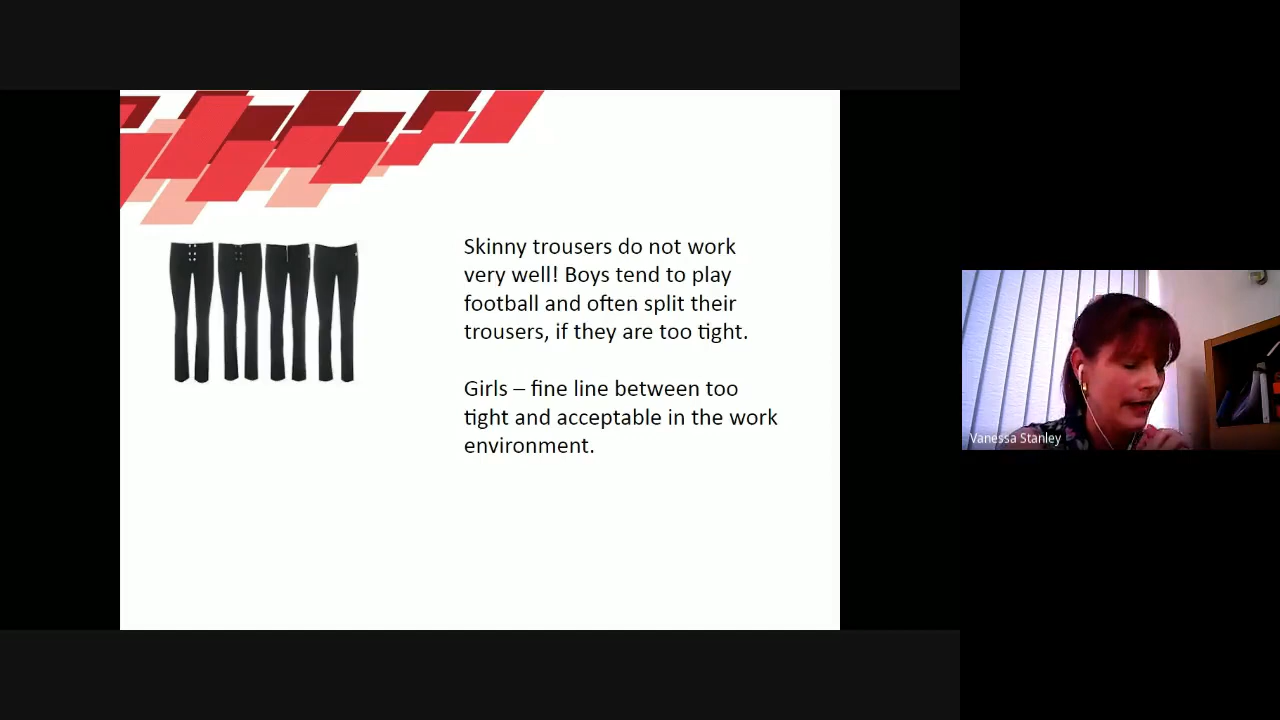 Skinny trousers do not work
very well! Boys tend to play
football and often split their
trousers, if they are too tight.
Girls – fine line between too
tight and acceptable in the work
environment.
Vanessa Stanley